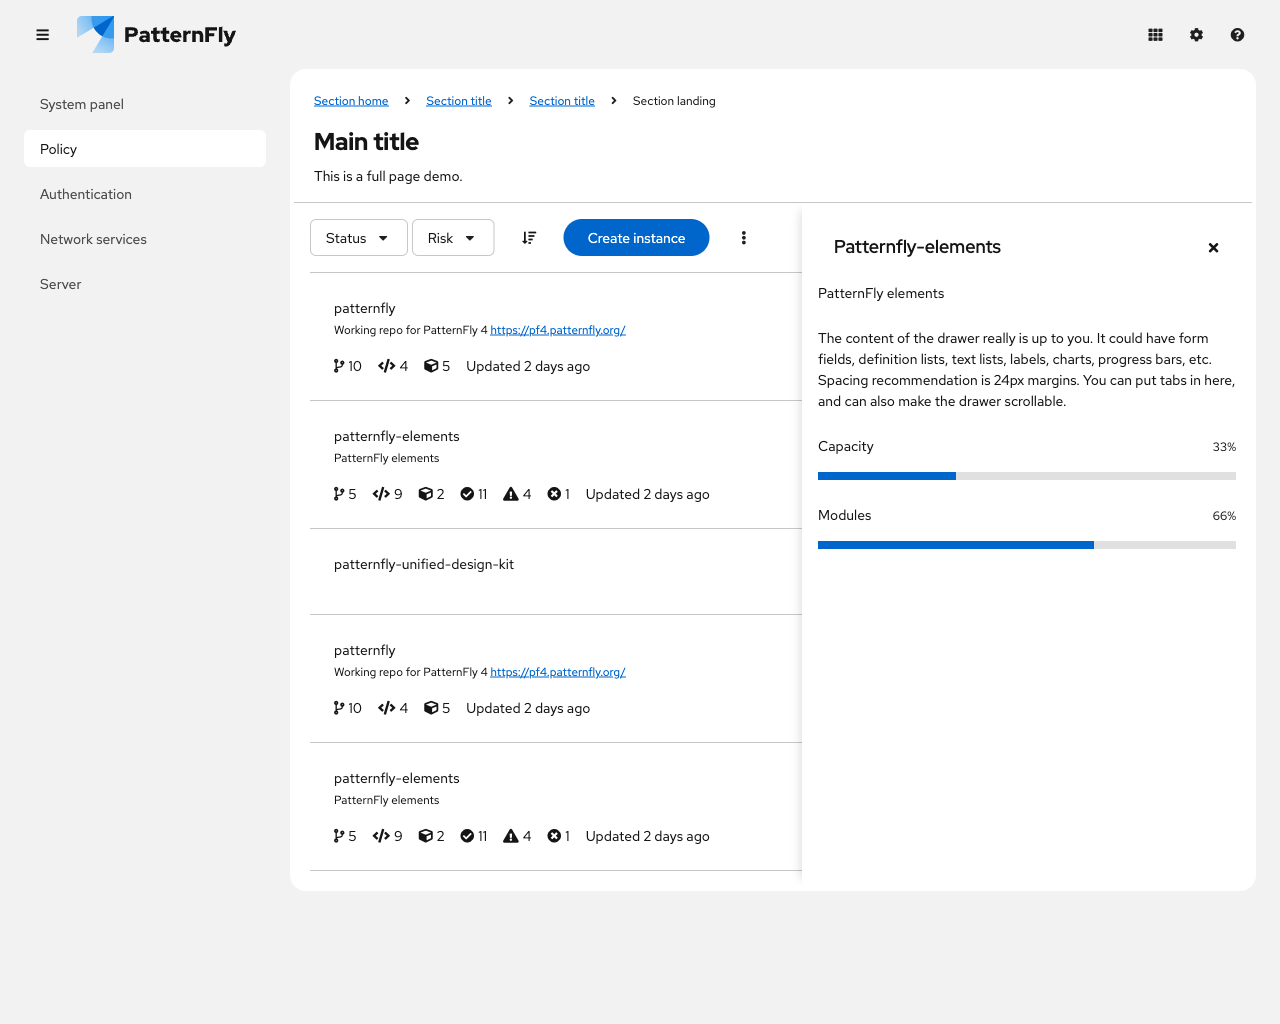 PatternFly
System panel
Policy
Authentication
Network services
Server
Section home Section title Section title Section landing
Main title
This is a full page demo.
Status Risk Create instance
patternfly
Working repo for PatternFly 4 https://pf4.patternfly.org/
10 4 5 Updated 2 days ago
patternfly-elements
PatternFly elements
5 9 2 11 4 1 Updated 2 days ago
patternfly-unified-design-kit
patternfly
Working repo for PatternFly 4 https://pf4.patternfly.org/
10 4 5 Updated 2 days ago
patternfly-elements
PatternFly elements
5 9 2 11 4 1 Updated 2 days ago
Patternfly-elements
PatternFly elements
The content of the drawer really is up to you. It could have form
fields, definition lists, text lists, labels, charts, progress bars, etc.
Spacing recommendation is 24px margins. You can put tabs in here,
and can also make the drawer scrollable.
Capacity 33%
Modules 66%